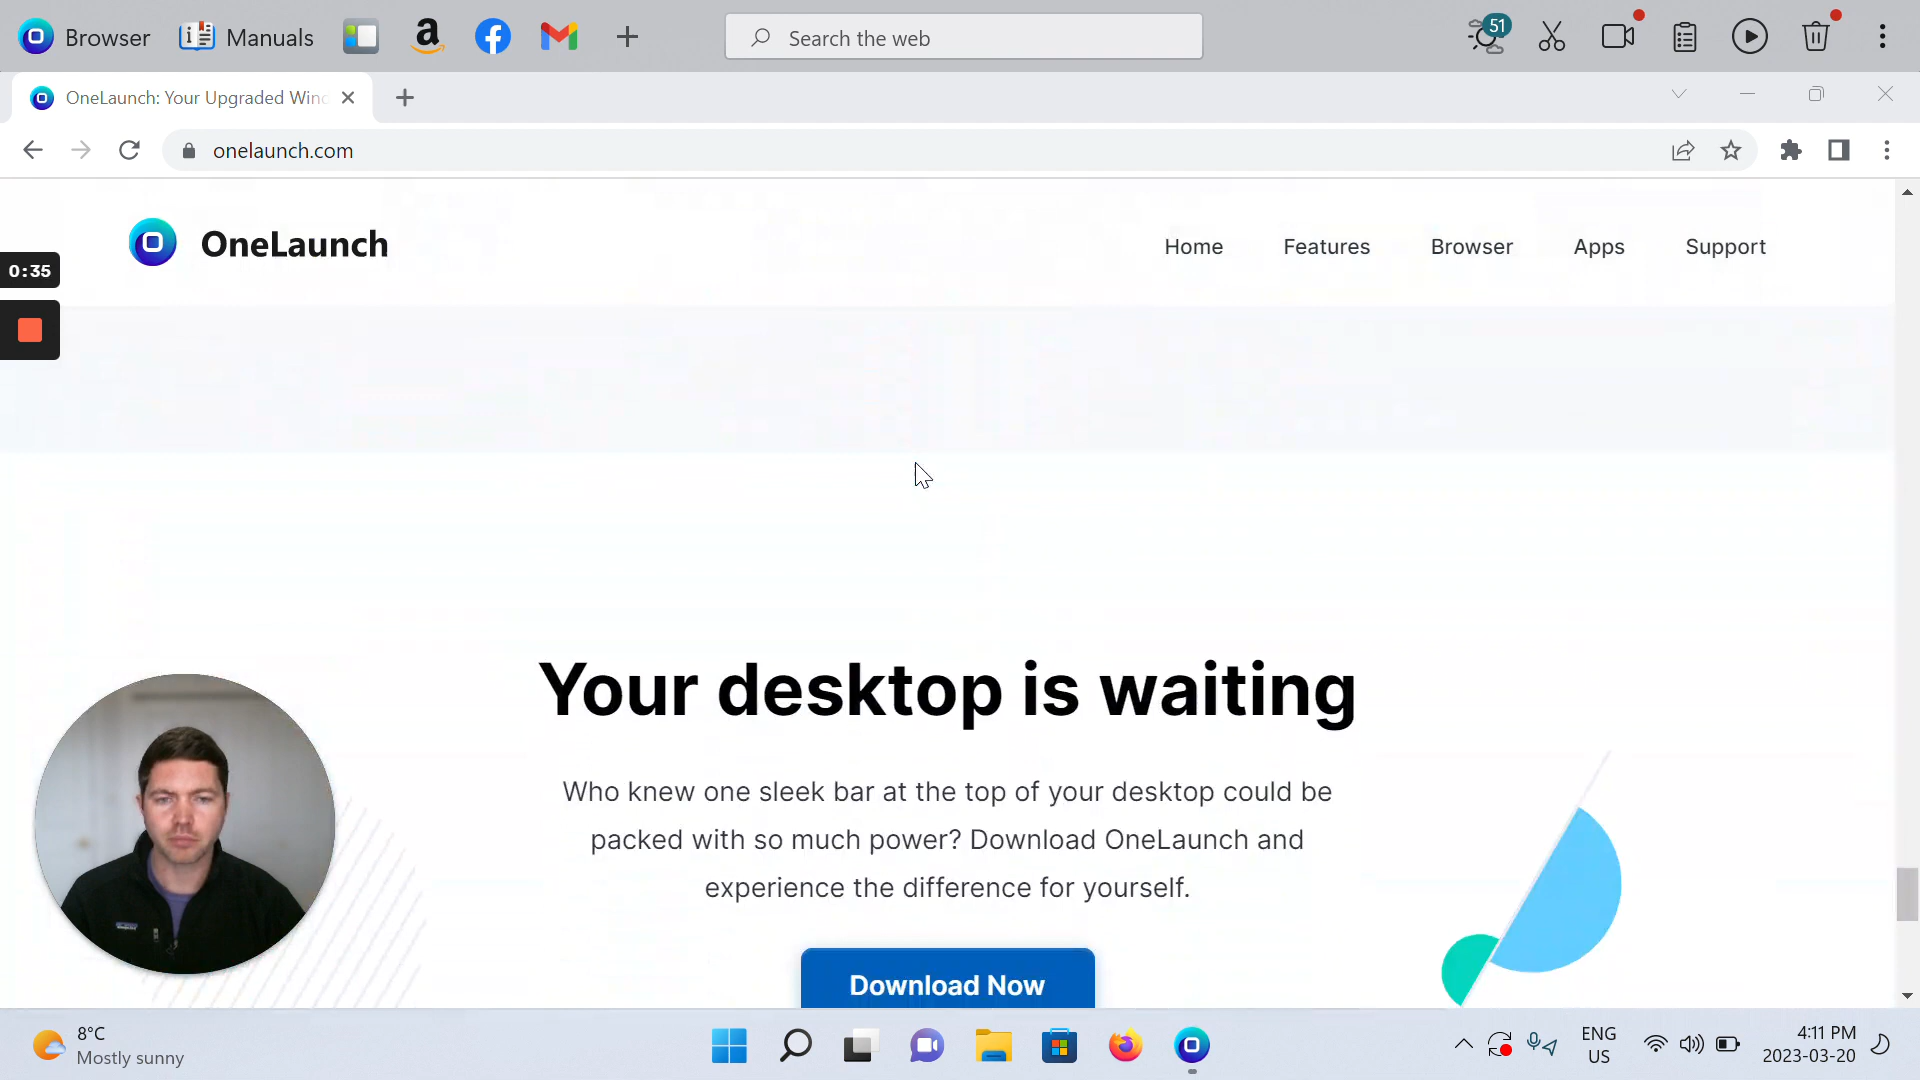 Browser
Manuals
Search the web
51
OneLaunch: Your Upgraded Wind
onelaunch.com
OneLaunch
Home
Features
Browser
Apps
Support
0:35
Your desktop is waiting
Who knew one sleek bar at the top of your desktop could be
packed with so much power? Download OneLaunch and
experience the difference for yourself.
Download Now
8°C
Mostly sunny
ENG
US
4:11 PM
2023-03-20